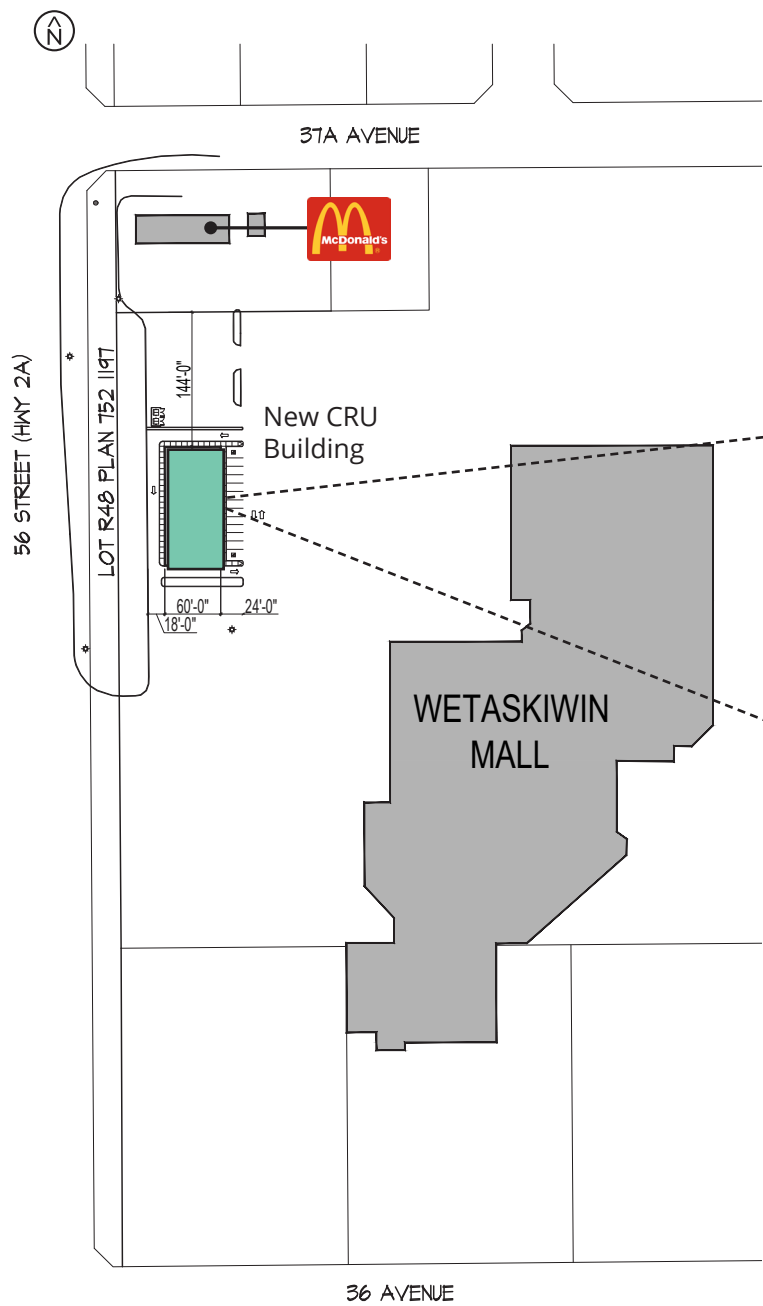 N
37A AVENUE
McDonald's
56 STREET (HWY 2A)
LOT R48 PLAN 752 1197
144'-0"
New CRU
Building
60'-0"
24'-0"
18'-0"
WETASKIWIN
MALL
36 AVENUE